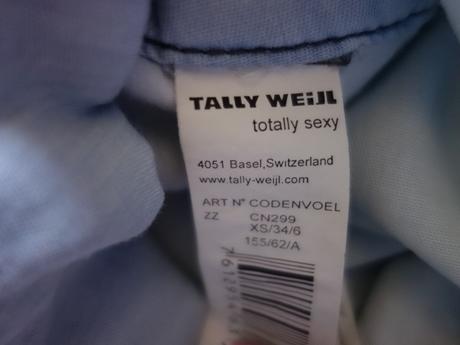 TALLY WEiJL
totally sexy
4051 Basel,Switzerland
www.tally-weijl.com
ART N° CODENVOEL
ZZ CN299
XS/34/6
155/62/A